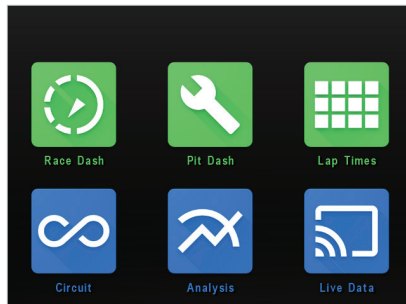 Race Dash
Pit Dash
Lap Times
Circuit
Analysis
Live Data